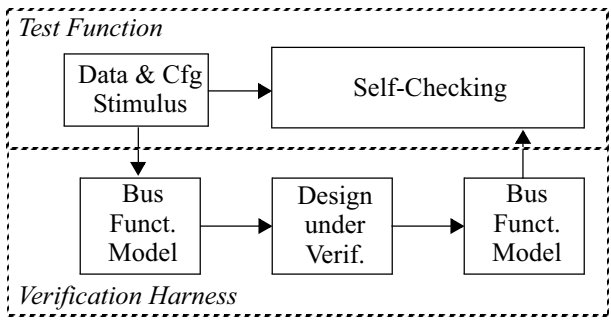 Test Function
Data & Cfg
Stimulus
Self-Checking
Bus
Funct.
Model
Design
under
Verif.
Bus
Funct.
Model
Verification Harness